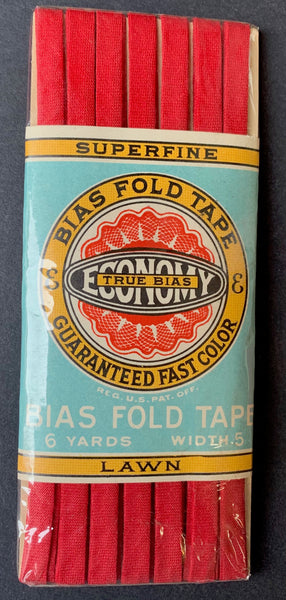 SUPERFINE
BIAS FOLD TAPE
ECONOMY
TRUE BIAS
S &
GUARANTEED FAST COLOR
REG. U.S. PAT. OFF.
BIAS FOLD TAPE
6 YARDS WIDTH-5
LAWN